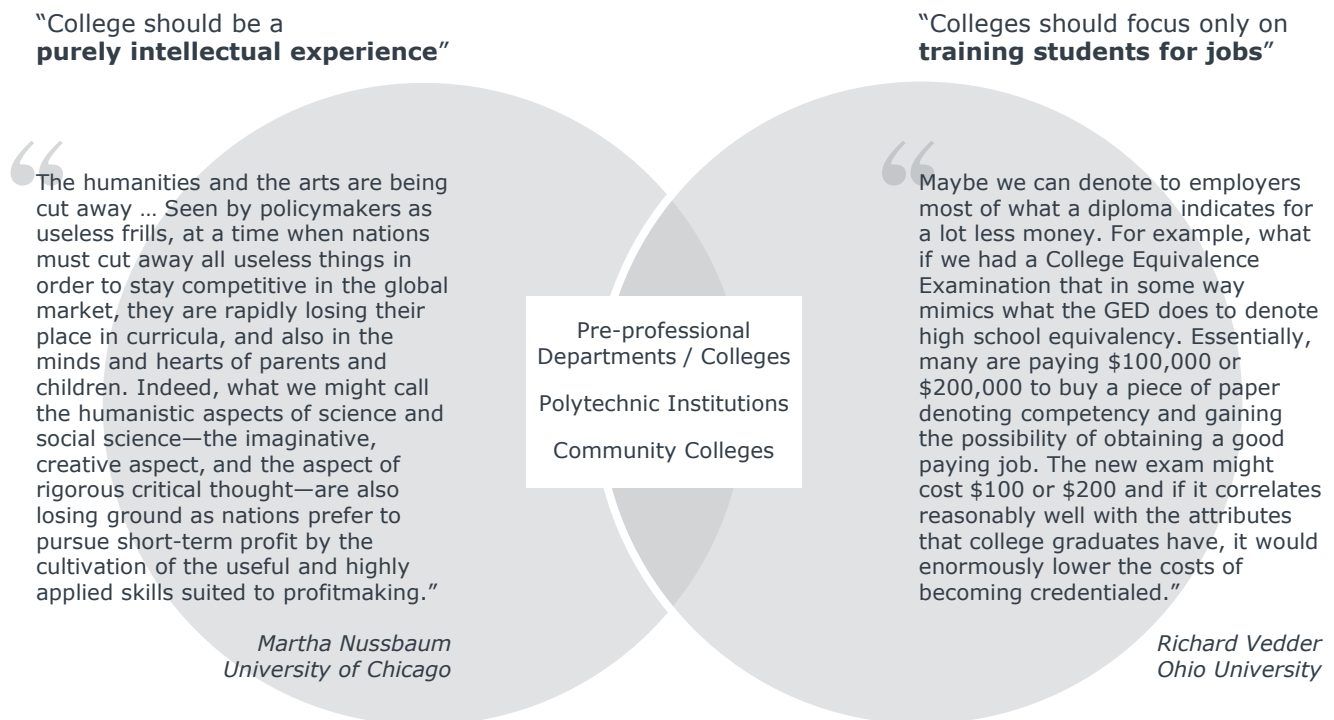 “College should be a
purely intellectual experience”
“
The humanities and the arts are being
cut away … Seen by policymakers as
useless frills, at a time when nations
must cut away all useless things in
order to stay competitive in the global
market, they are rapidly losing their
place in curricula, and also in the
minds and hearts of parents and
children. Indeed, what we might call
the humanistic aspects of science and
social science—the imaginative,
creative aspect, and the aspect of
rigorous critical thought—are also
losing ground as nations prefer to
pursue short-term profit by the
cultivation of the useful and highly
applied skills suited to profitmaking.”
Martha Nussbaum
University of Chicago
Pre-professional
Departments / Colleges
Polytechnic Institutions
Community Colleges
“Colleges should focus only on
training students for jobs”
“
Maybe we can denote to employers
most of what a diploma indicates for
a lot less money. For example, what
if we had a College Equivalence
Examination that in some way
mimics what the GED does to denote
high school equivalency. Essentially,
many are paying $100,000 or
$200,000 to buy a piece of paper
denoting competency and gaining
the possibility of obtaining a good
paying job. The new exam might
cost $100 or $200 and if it correlates
reasonably well with the attributes
that college graduates have, it would
enormously lower the costs of
becoming credentialed.”
Richard Vedder
Ohio University